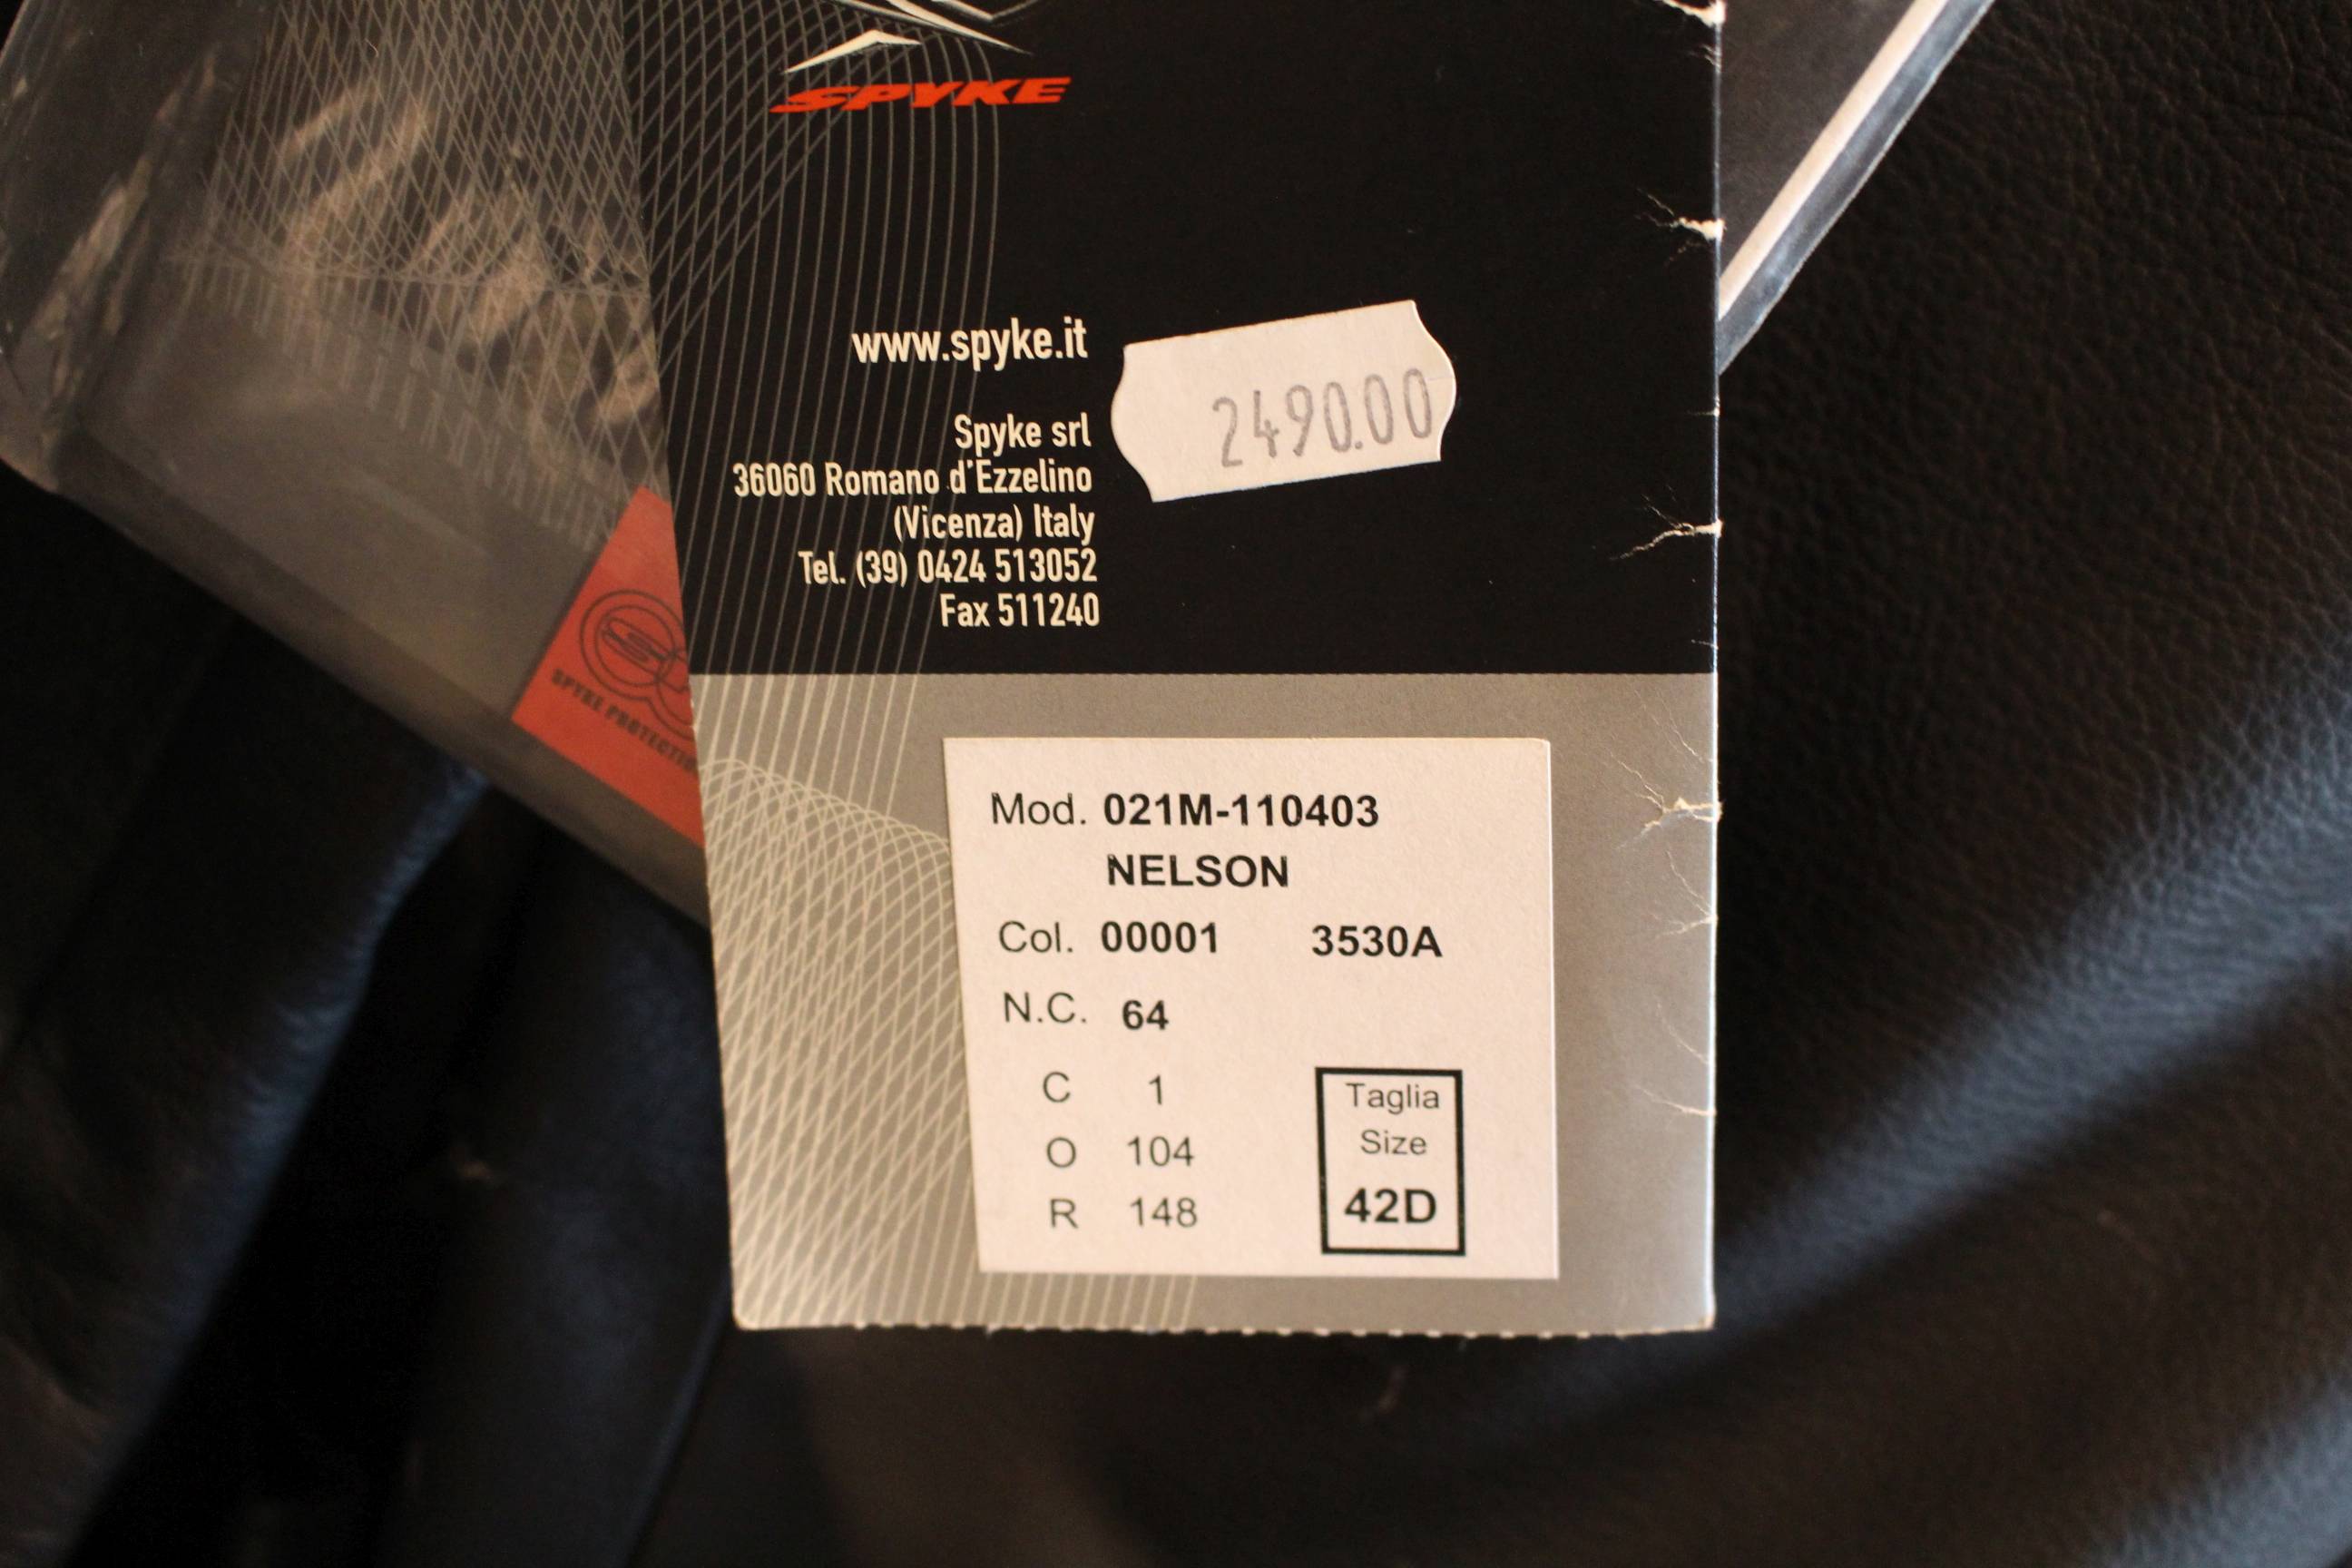 SPYKE
www.spyke.it
2490.00
Spyke srl
36060 Romano d'Ezzelino
(Vicenza) Italy
Tel. (39) 0424 513052
Fax 511240
SPYKE
Mod. 021M-110403
NELSON
Col. 00001 3530A
N.C. 64
C 1
O 104
R 148
Taglia
Size
42D